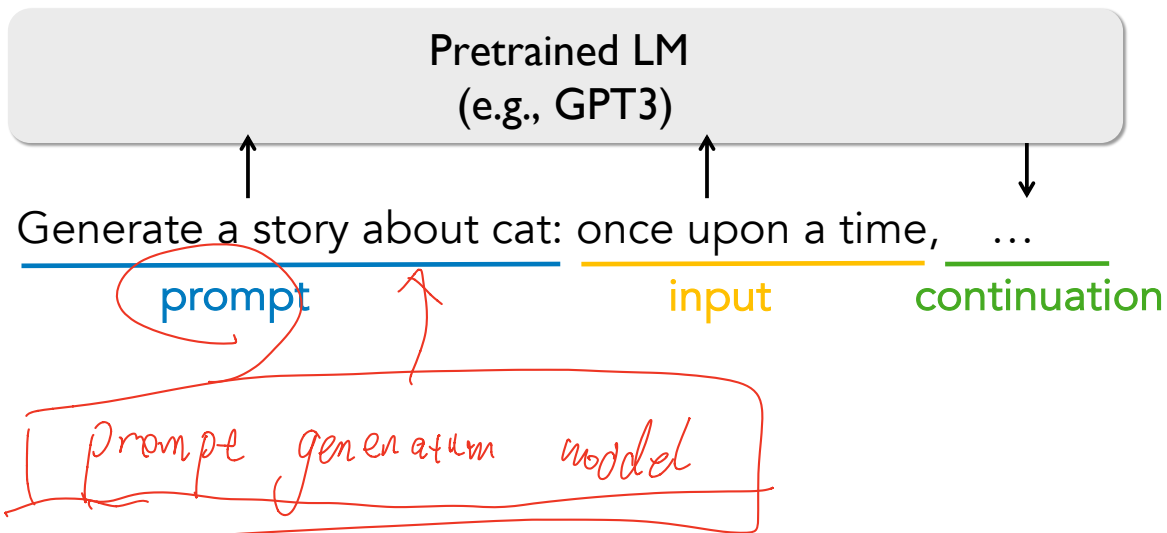 Pretrained LM
(e.g., GPT3)
Generate a story about cat: once upon a time, ...
prompt input continuation
prompt generation model